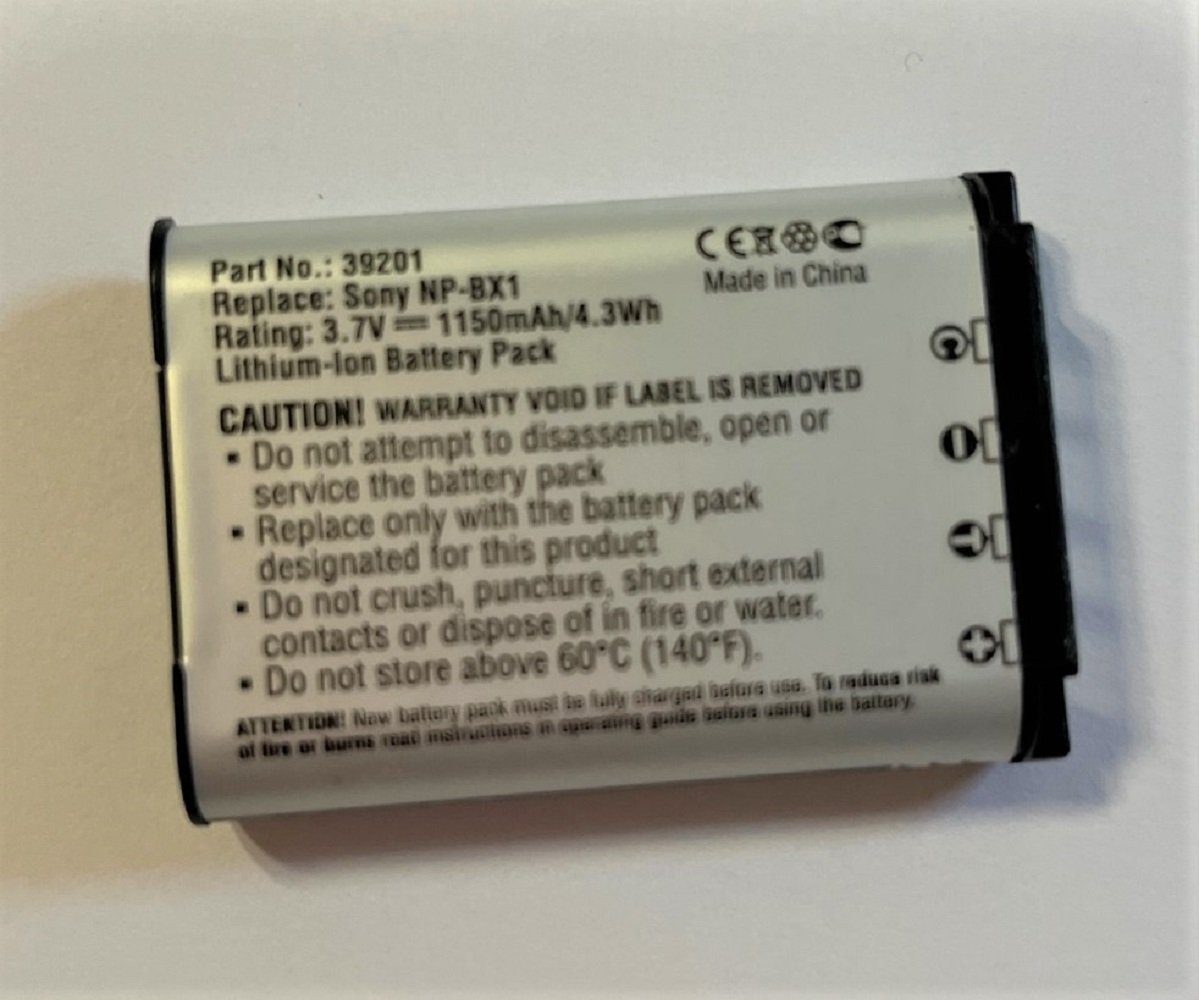 Part No.: 39201
Replace: Sony NP-BX1
Rating: 3.7V ⎓ 1150mAh/4.3Wh
Lithium-Ion Battery Pack
CE
Made in China
CAUTION! WARRANTY VOID IF LABEL IS REMOVED
▪ Do not attempt to disassemble, open or
service the battery pack
▪ Replace only with the battery pack
designated for this product
▪ Do not crush, puncture, short external
contacts or dispose of in fire or water.
▪ Do not store above 60°C (140°F).
ATTENTION! New battery pack must be fully charged before use. To reduce risk
of fire or burns read instructions in operating guide before using the battery.